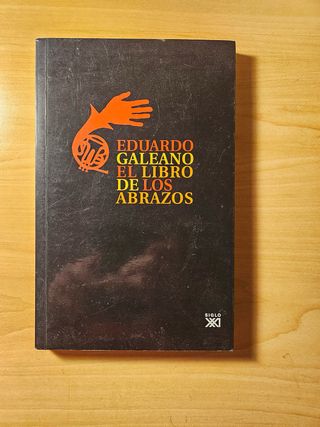 EDUARDO
GALEANO
EL LIBRO
DE LOS
ABRAZOS
SIGLO
XXI